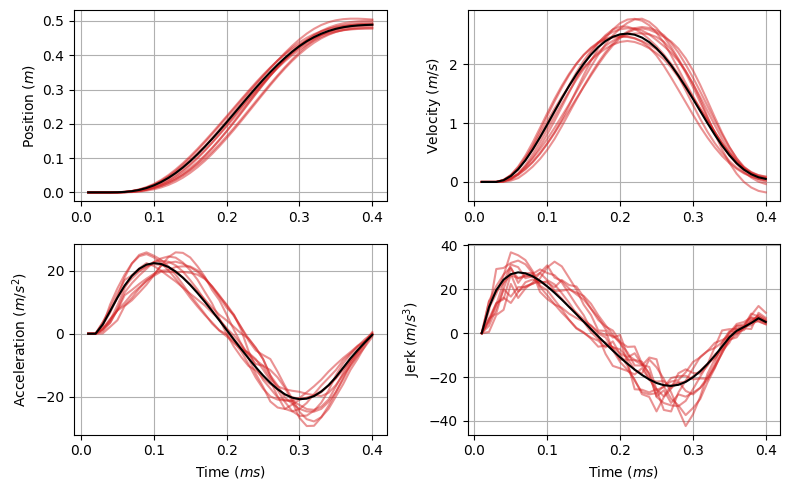 Position (m)
0.5
0.4
0.3
0.2
0.1
0.0
0.0 0.1 0.2 0.3 0.4
Velocity (m/s)
2
1
0
0.0 0.1 0.2 0.3 0.4
Acceleration (m/s²)
20
0
−20
0.0 0.1 0.2 0.3 0.4
Time (ms)
Jerk (m/s³)
40
20
0
−20
−40
0.0 0.1 0.2 0.3 0.4
Time (ms)